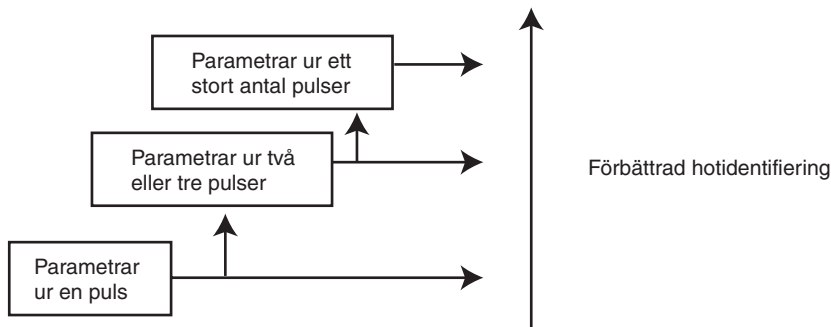 Parametrar ur ett
stort antal pulser
Parametrar ur två
eller tre pulser
Förbättrad hotidentifiering
Parametrar
ur en puls